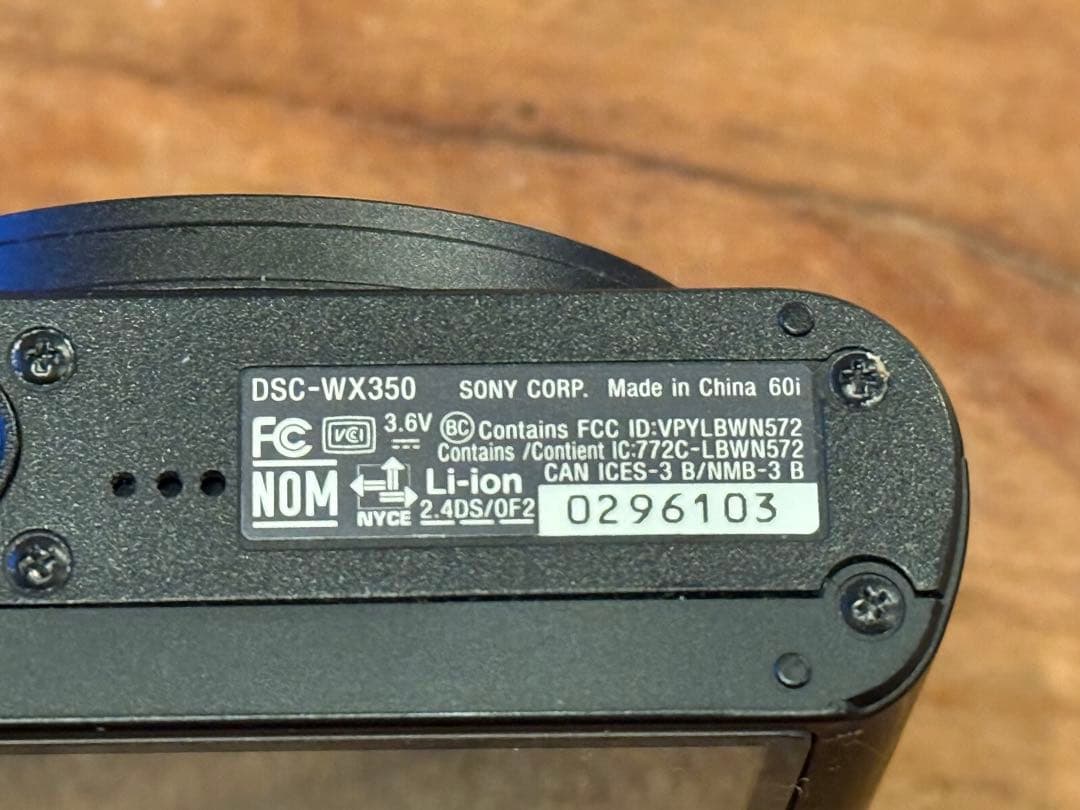 DSC-WX350 SONY CORP. Made in China 60i
FC VCI 3.6V BC Contains FCC ID:VPYLBWN572
Contains /Contient IC:772C-LBWN572
CAN ICES-3 B/NMB-3 B
NOM NYCE Li-ion
2.4DS/OF2 0296103